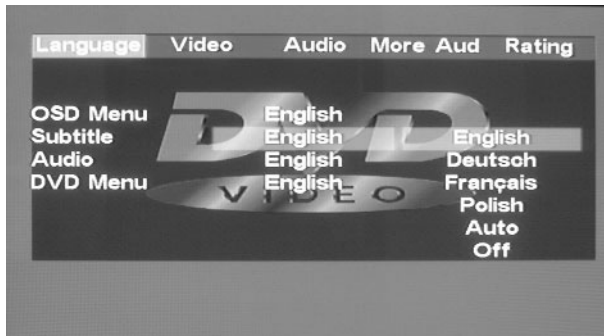 Language Video Audio More Aud Rating
OSD Menu English
Subtitle English English
Audio English Deutsch
DVD Menu English Français
Polish
Auto
Off
DVD
VIDEO